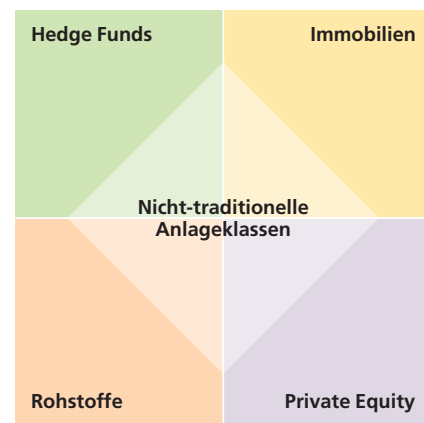 Hedge Funds
Immobilien
Nicht-traditionelle
Anlageklassen
Rohstoffe
Private Equity